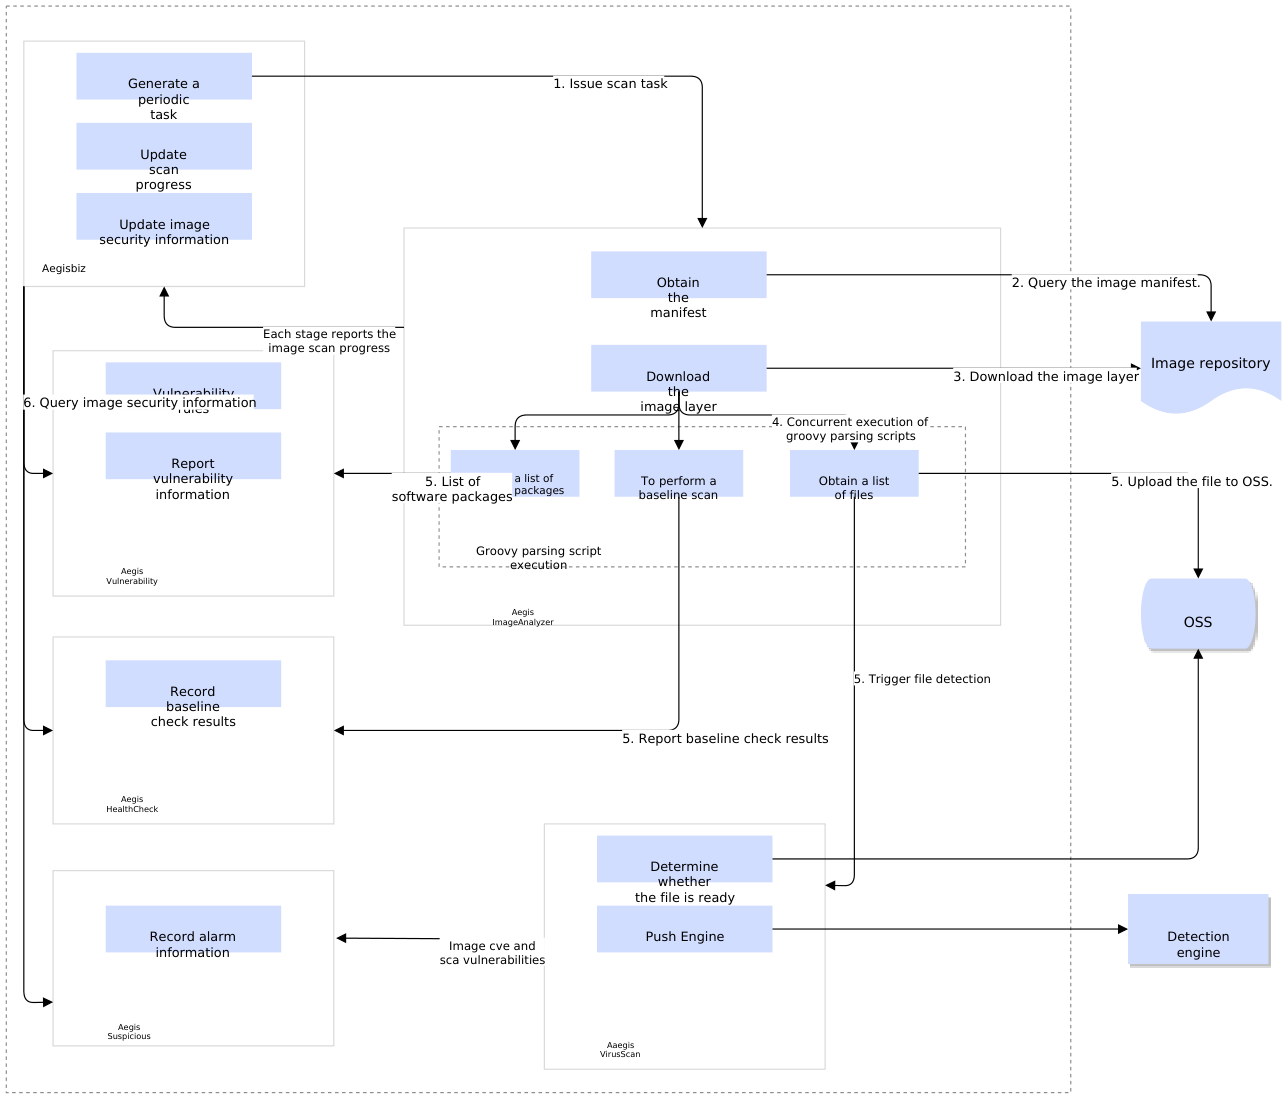 Generate a
periodic
task
1. Issue scan task
Update
scan
progress
Update image
security information
Aegisbiz
Obtain
the
manifest
2. Query the image manifest.
Each stage reports the
image scan progress
Image repository
Download
the
image layer
3. Download the image layer
Vulnerability
rules
6. Query image security information
4. Concurrent execution of
groovy parsing scripts
Report
vulnerability
information
5. List of
software packages
a list of
packages
To perform a
baseline scan
Obtain a list
of files
5. Upload the file to OSS.
Groovy parsing script
execution
Aegis
Vulnerability
Aegis
ImageAnalyzer
OSS
Record
baseline
check results
5. Trigger file detection
5. Report baseline check results
Aegis
HealthCheck
Determine
whether
the file is ready
Record alarm
information
Image cve and
sca vulnerabilities
Push Engine
Detection
engine
Aegis
Suspicious
Aaegis
VirusScan